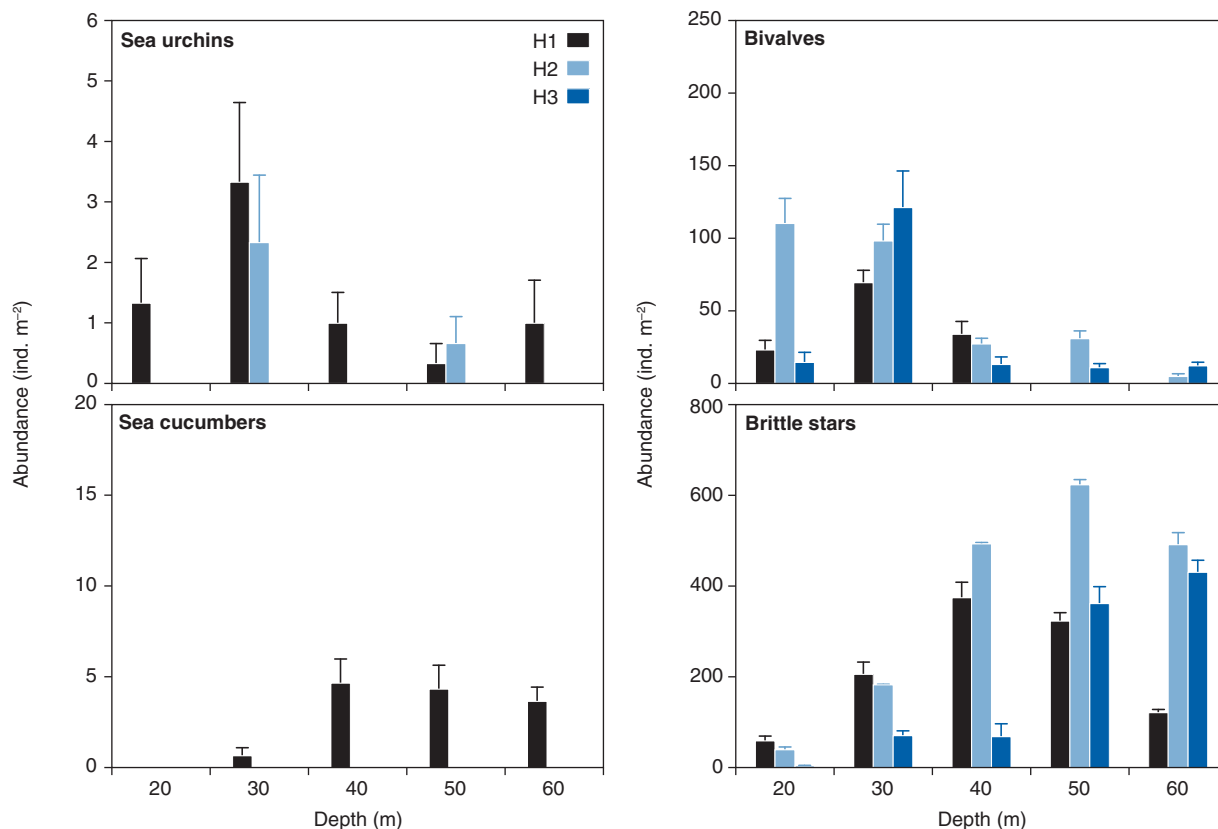 Sea urchins
H1
H2
H3
6
5
4
3
2
1
0
Bivalves
250
200
150
100
50
0
Abundance (ind. m⁻²)
Abundance (ind. m⁻²)
Sea cucumbers
20
15
10
5
0
20 30 40 50 60
Depth (m)
Brittle stars
800
600
400
200
0
20 30 40 50 60
Depth (m)